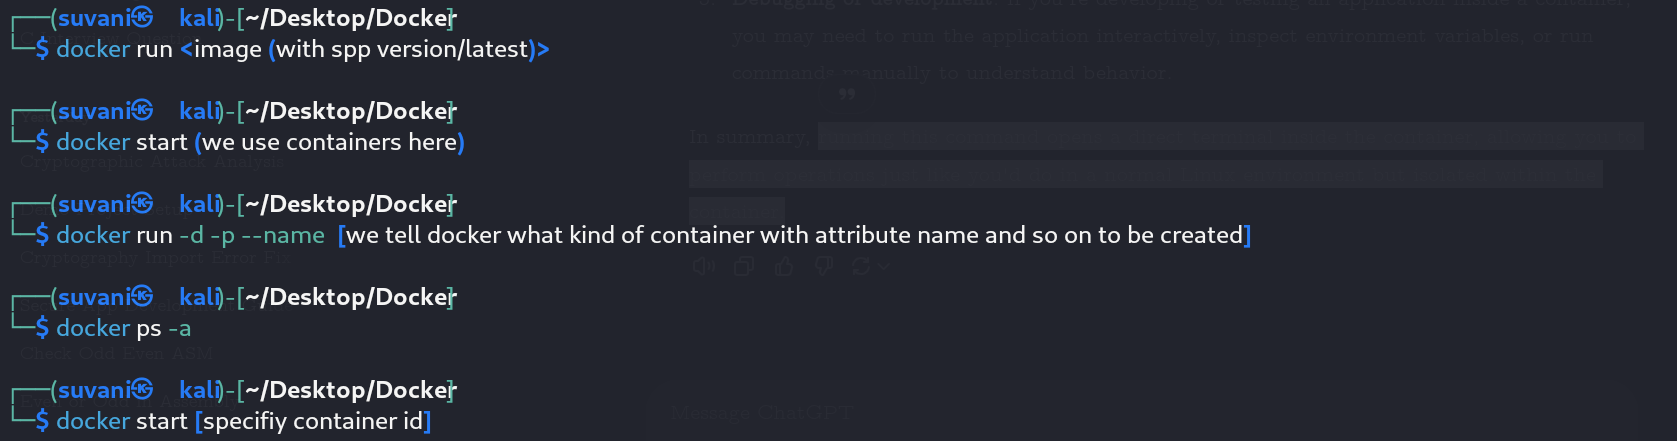 ┌──(suvani㉿kali)-[~/Desktop/Docker]
└─$ docker run <image (with spp version/latest)>
┌──(suvani㉿kali)-[~/Desktop/Docker]
└─$ docker start (we use containers here)
┌──(suvani㉿kali)-[~/Desktop/Docker]
└─$ docker run -d -p --name [we tell docker what kind of container with attribute name and so on to be created]
┌──(suvani㉿kali)-[~/Desktop/Docker]
└─$ docker ps -a
┌──(suvani㉿kali)-[~/Desktop/Docker]
└─$ docker start [specifiy container id]
you may need to run the application interactively, inspect environment variables, or run
commands manually to understand behavior.
In summary,
Cryptographic Attack Analysis
Cryptography Import Error Fix
Check Odd Even ASM
Message ChatGPT